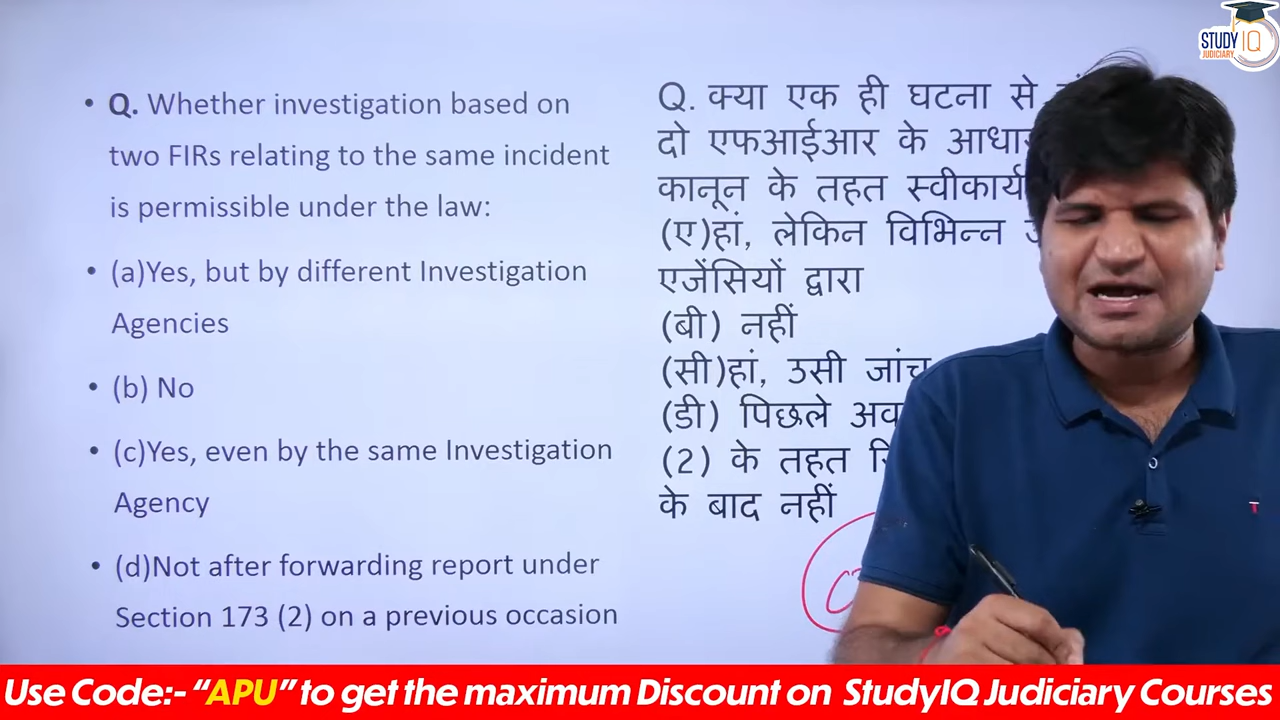 STUDY IQ
JUDICIARY
• Q. Whether investigation based on
two FIRs relating to the same incident
is permissible under the law:
• (a)Yes, but by different Investigation
Agencies
• (b) No
• (c)Yes, even by the same Investigation
Agency
• (d)Not after forwarding report under
Section 173 (2) on a previous occasion
Q. क्या एक ही घटना से
दो एफआईआर के
कानून के तहत स्वीकार्य
(ए)हां, लेकिन विभिन्न
एजेंसियों द्वारा
(बी) नहीं
(सी)हां, उसी जांच
(डी) पिछले
(2) के तहत
के बाद नहीं
Use Code:- “APU” to get the maximum Discount on StudyIQ Judiciary Courses